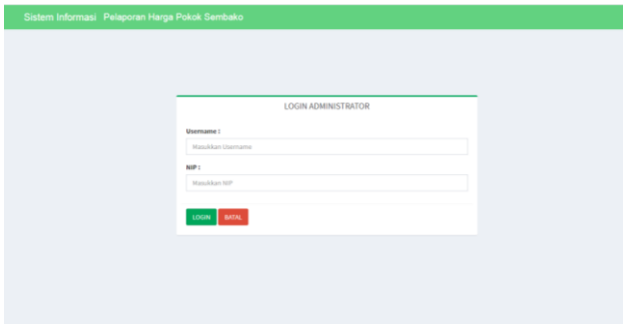 Sistem Informasi Pelaporan Harga Pokok Sembako
LOGIN ADMINISTRATOR
Username :
Masukkan Username
NIP :
Masukkan NIP
LOGIN BATAL